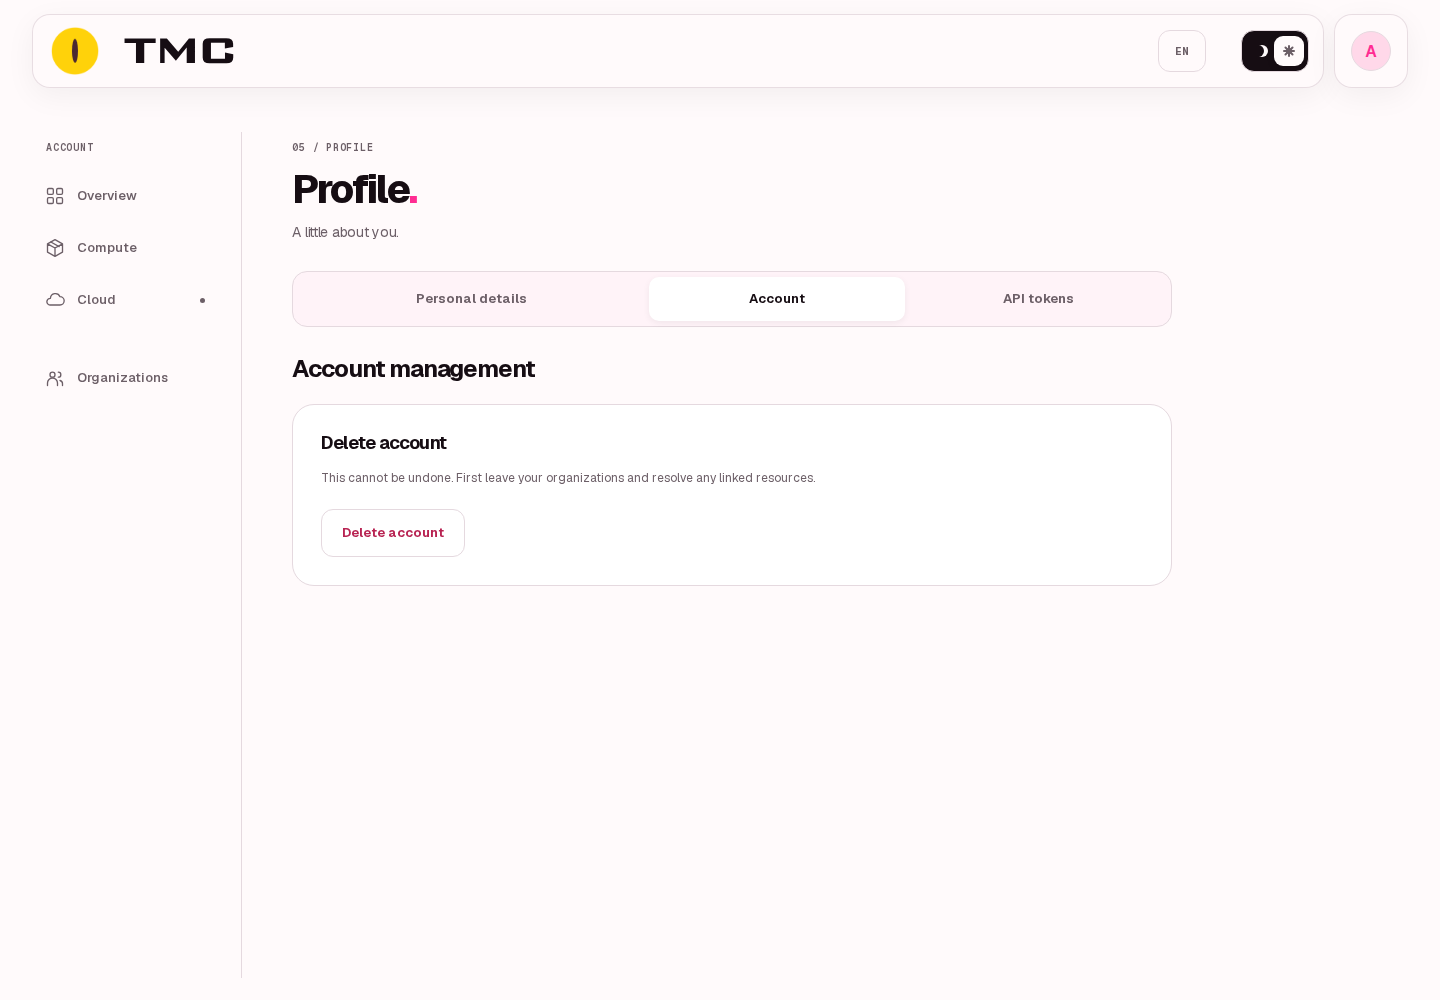 TMC
EN
A
ACCOUNT
Overview
Compute
Cloud
Organizations
05 / PROFILE
Profile.
A little about you.
Personal details
Account
API tokens
Account management
Delete account
This cannot be undone. First leave your organizations and resolve any linked resources.
Delete account